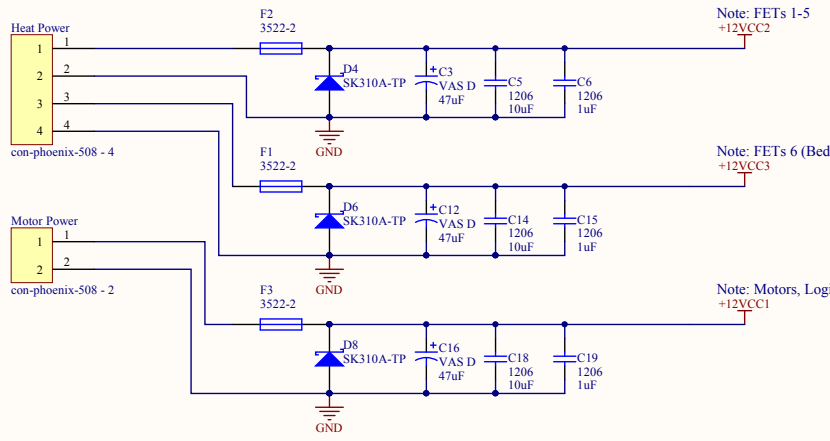 Heat Power
1 1
2 2
3 3
4 4
con-phoenix-508 - 4
F2
3522-2
D4
SK310A-TP
+ C3
VAS D
47uF
C5
1206
10uF
C6
1206
1uF
GND
Note: FETs 1-5
+12VCC2
F1
3522-2
D6
SK310A-TP
+ C12
VAS D
47uF
C14
1206
10uF
C15
1206
1uF
GND
Note: FETs 6 (Bed
+12VCC3
Motor Power
1 1
2 2
con-phoenix-508 - 2
F3
3522-2
D8
SK310A-TP
+ C16
VAS D
47uF
C18
1206
10uF
C19
1206
1uF
GND
Note: Motors, Logi
+12VCC1